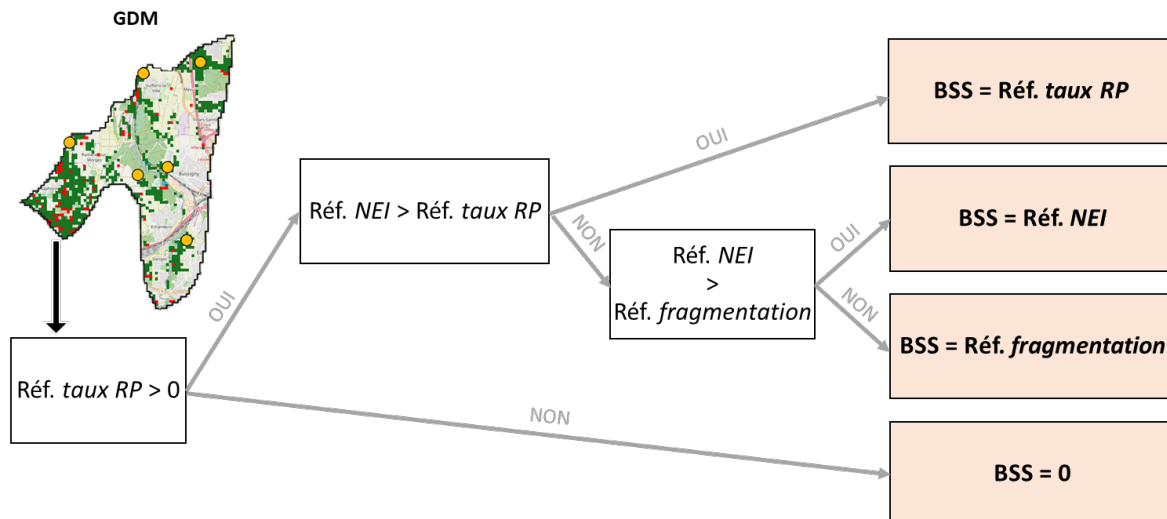 GDM
BSS = Réf. taux RP
OUI
Réf. NEI > Réf. taux RP
BSS = Réf. NEI
NON
OUI
Réf. NEI
>
Réf. fragmentation
OUI
NON
BSS = Réf. fragmentation
Réf. taux RP > 0
NON
BSS = 0